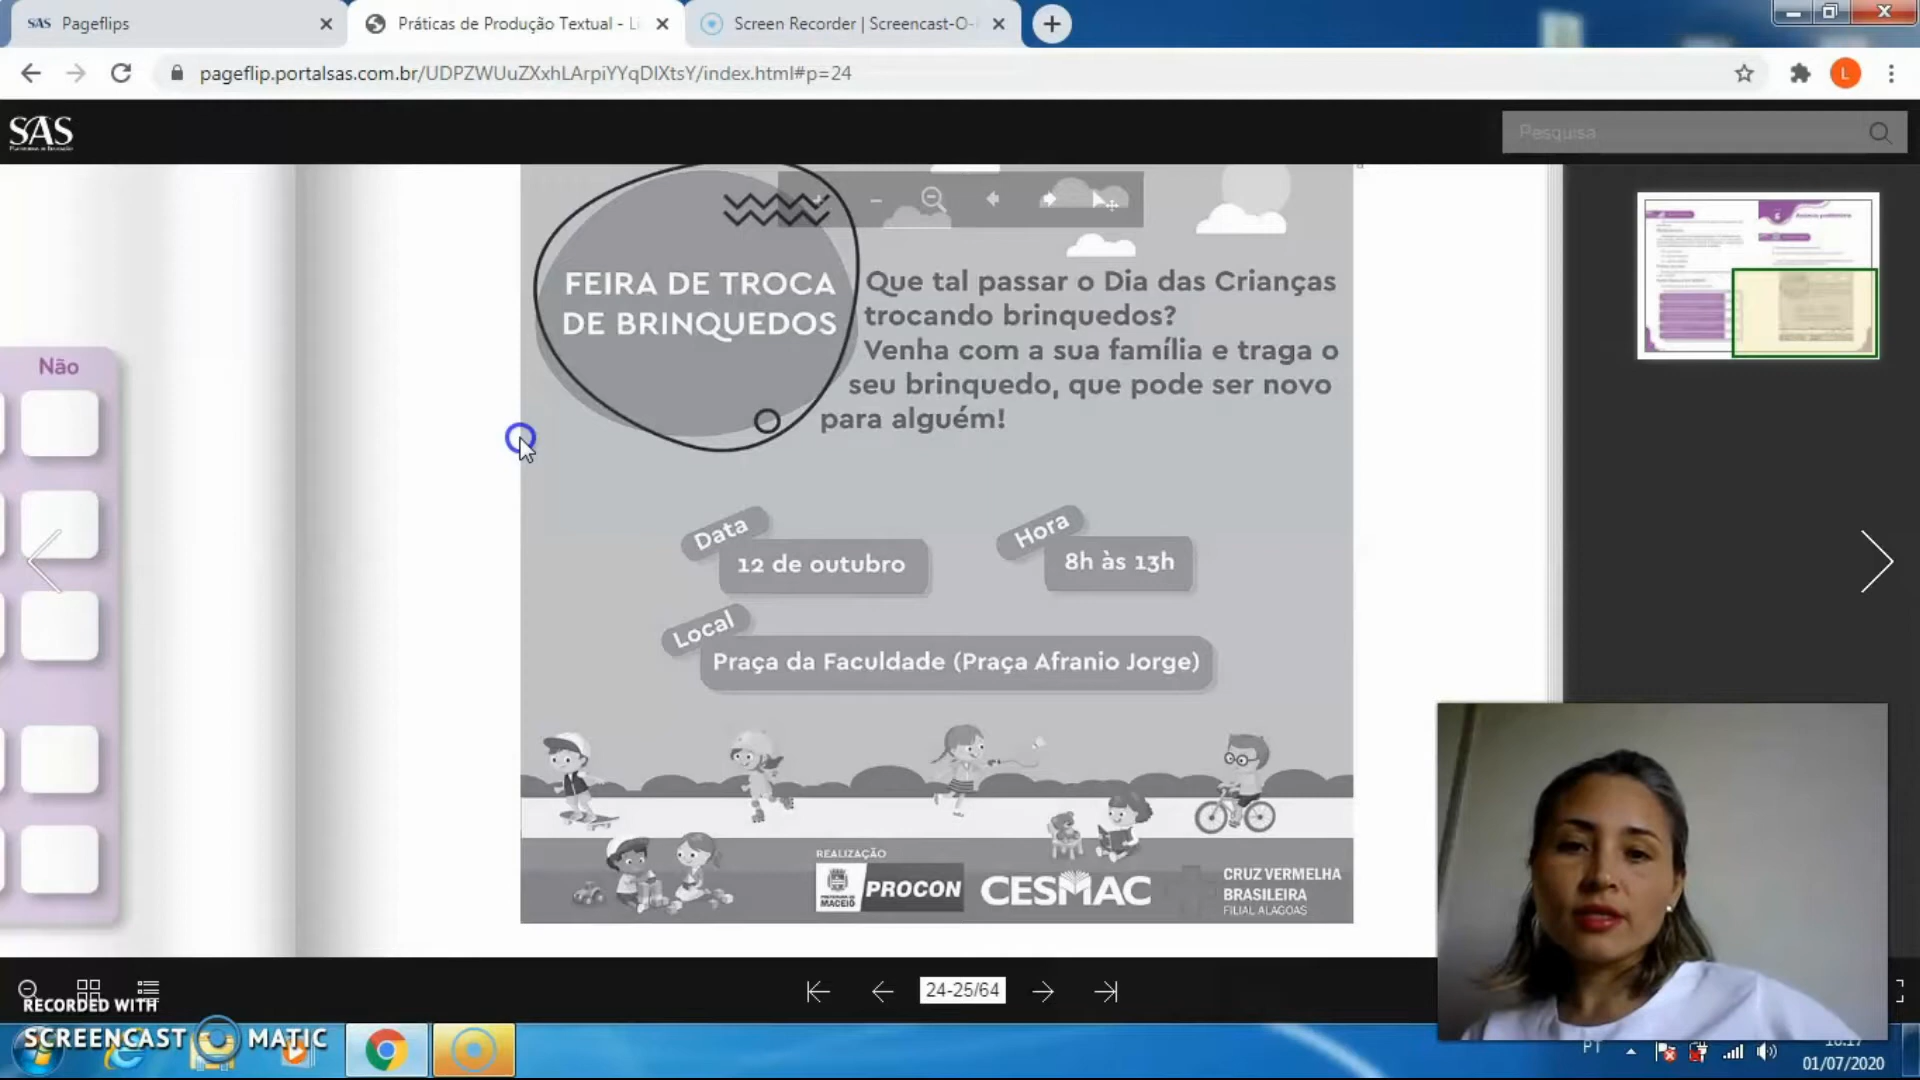 SAS Pageflips
Práticas de Produção Textual - Li
Screen Recorder | Screencast-O-
pageflip.portalsas.com.br/UDPZWUuZXxhLArpiYYqDIXtsY/index.html#p=24
L
SAS
Pesquisa
FEIRA DE TROCA
DE BRINQUEDOS
Que tal passar o Dia das Crianças
trocando brinquedos?
Venha com a sua família e traga o
seu brinquedo, que pode ser novo
para alguém!
Não
Data
12 de outubro
Hora
8h às 13h
Local
Praça da Faculdade (Praça Afranio Jorge)
REALIZAÇÃO
MACEIÓ
PROCON
CESMAC
CRUZ VERMELHA
BRASILEIRA
FILIAL ALAGOAS
24-25/64
RECORDED WITH
SCREENCAST MATIC
PT
01/07/2020